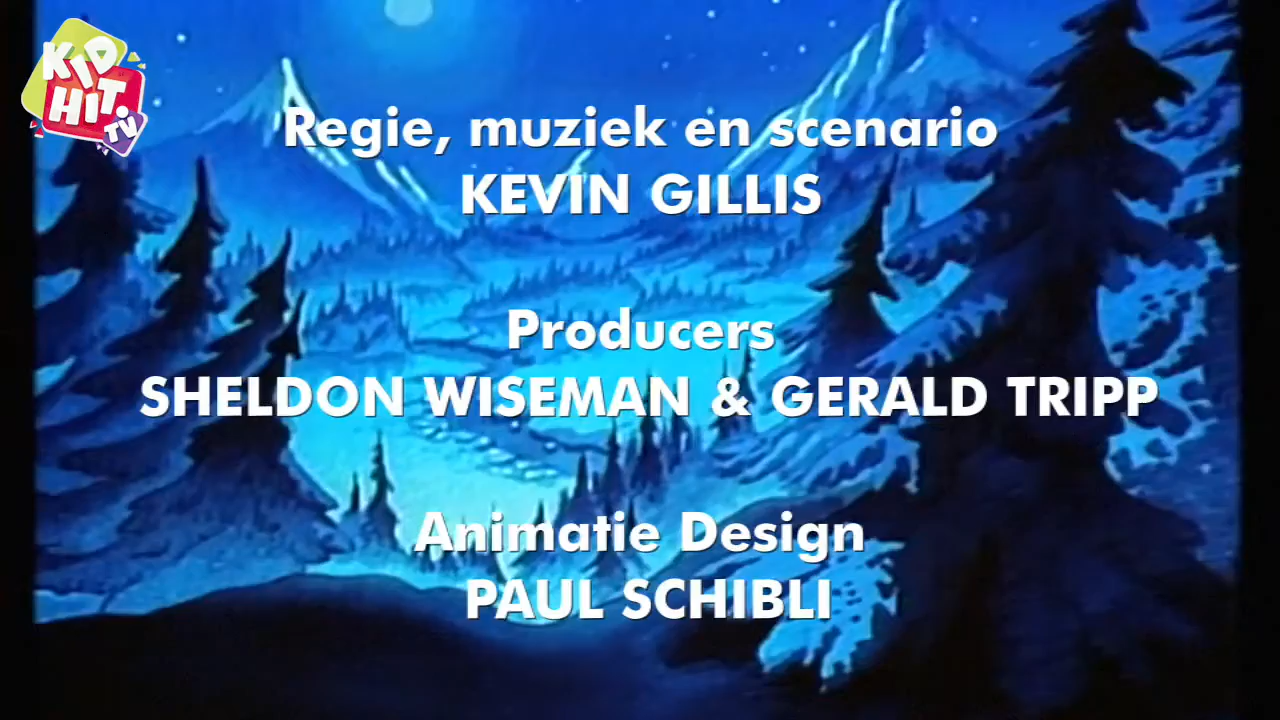 KID
HIT.
TV
Regie, muziek en scenario
KEVIN GILLIS
Producers
SHELDON WISEMAN & GERALD TRIPP
Animatie Design
PAUL SCHIBLI